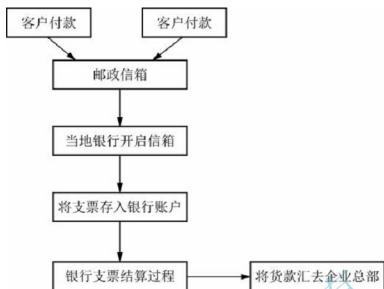 客户付款
客户付款
邮政信箱
当地银行开启信箱
将支票存入银行账户
银行支票结算过程
将货款汇去企业总部